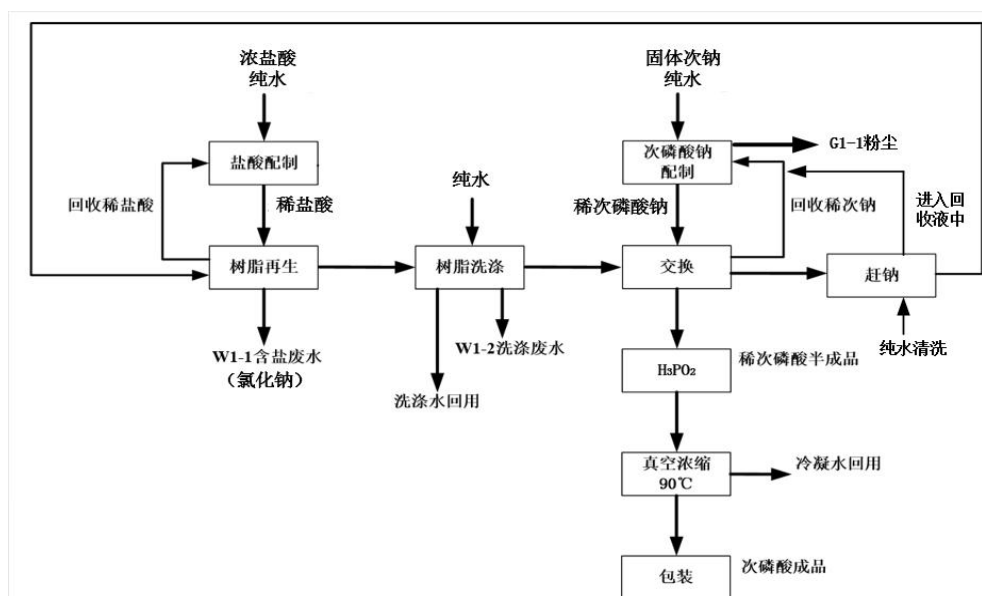 浓盐酸
纯水
固体次钠
纯水
盐酸配制
次磷酸钠
配制
G1-1粉尘
回收稀盐酸
稀盐酸
纯水
稀次磷酸钠
回收稀次钠
进入回
收液中
树脂再生
树脂洗涤
交换
赶钠
W1-1含盐废水
(氯化钠)
W1-2洗涤废水
洗涤水回用
纯水清洗
H₃PO₂
稀次磷酸半成品
真空浓缩
90℃
冷凝水回用
包装
次磷酸成品